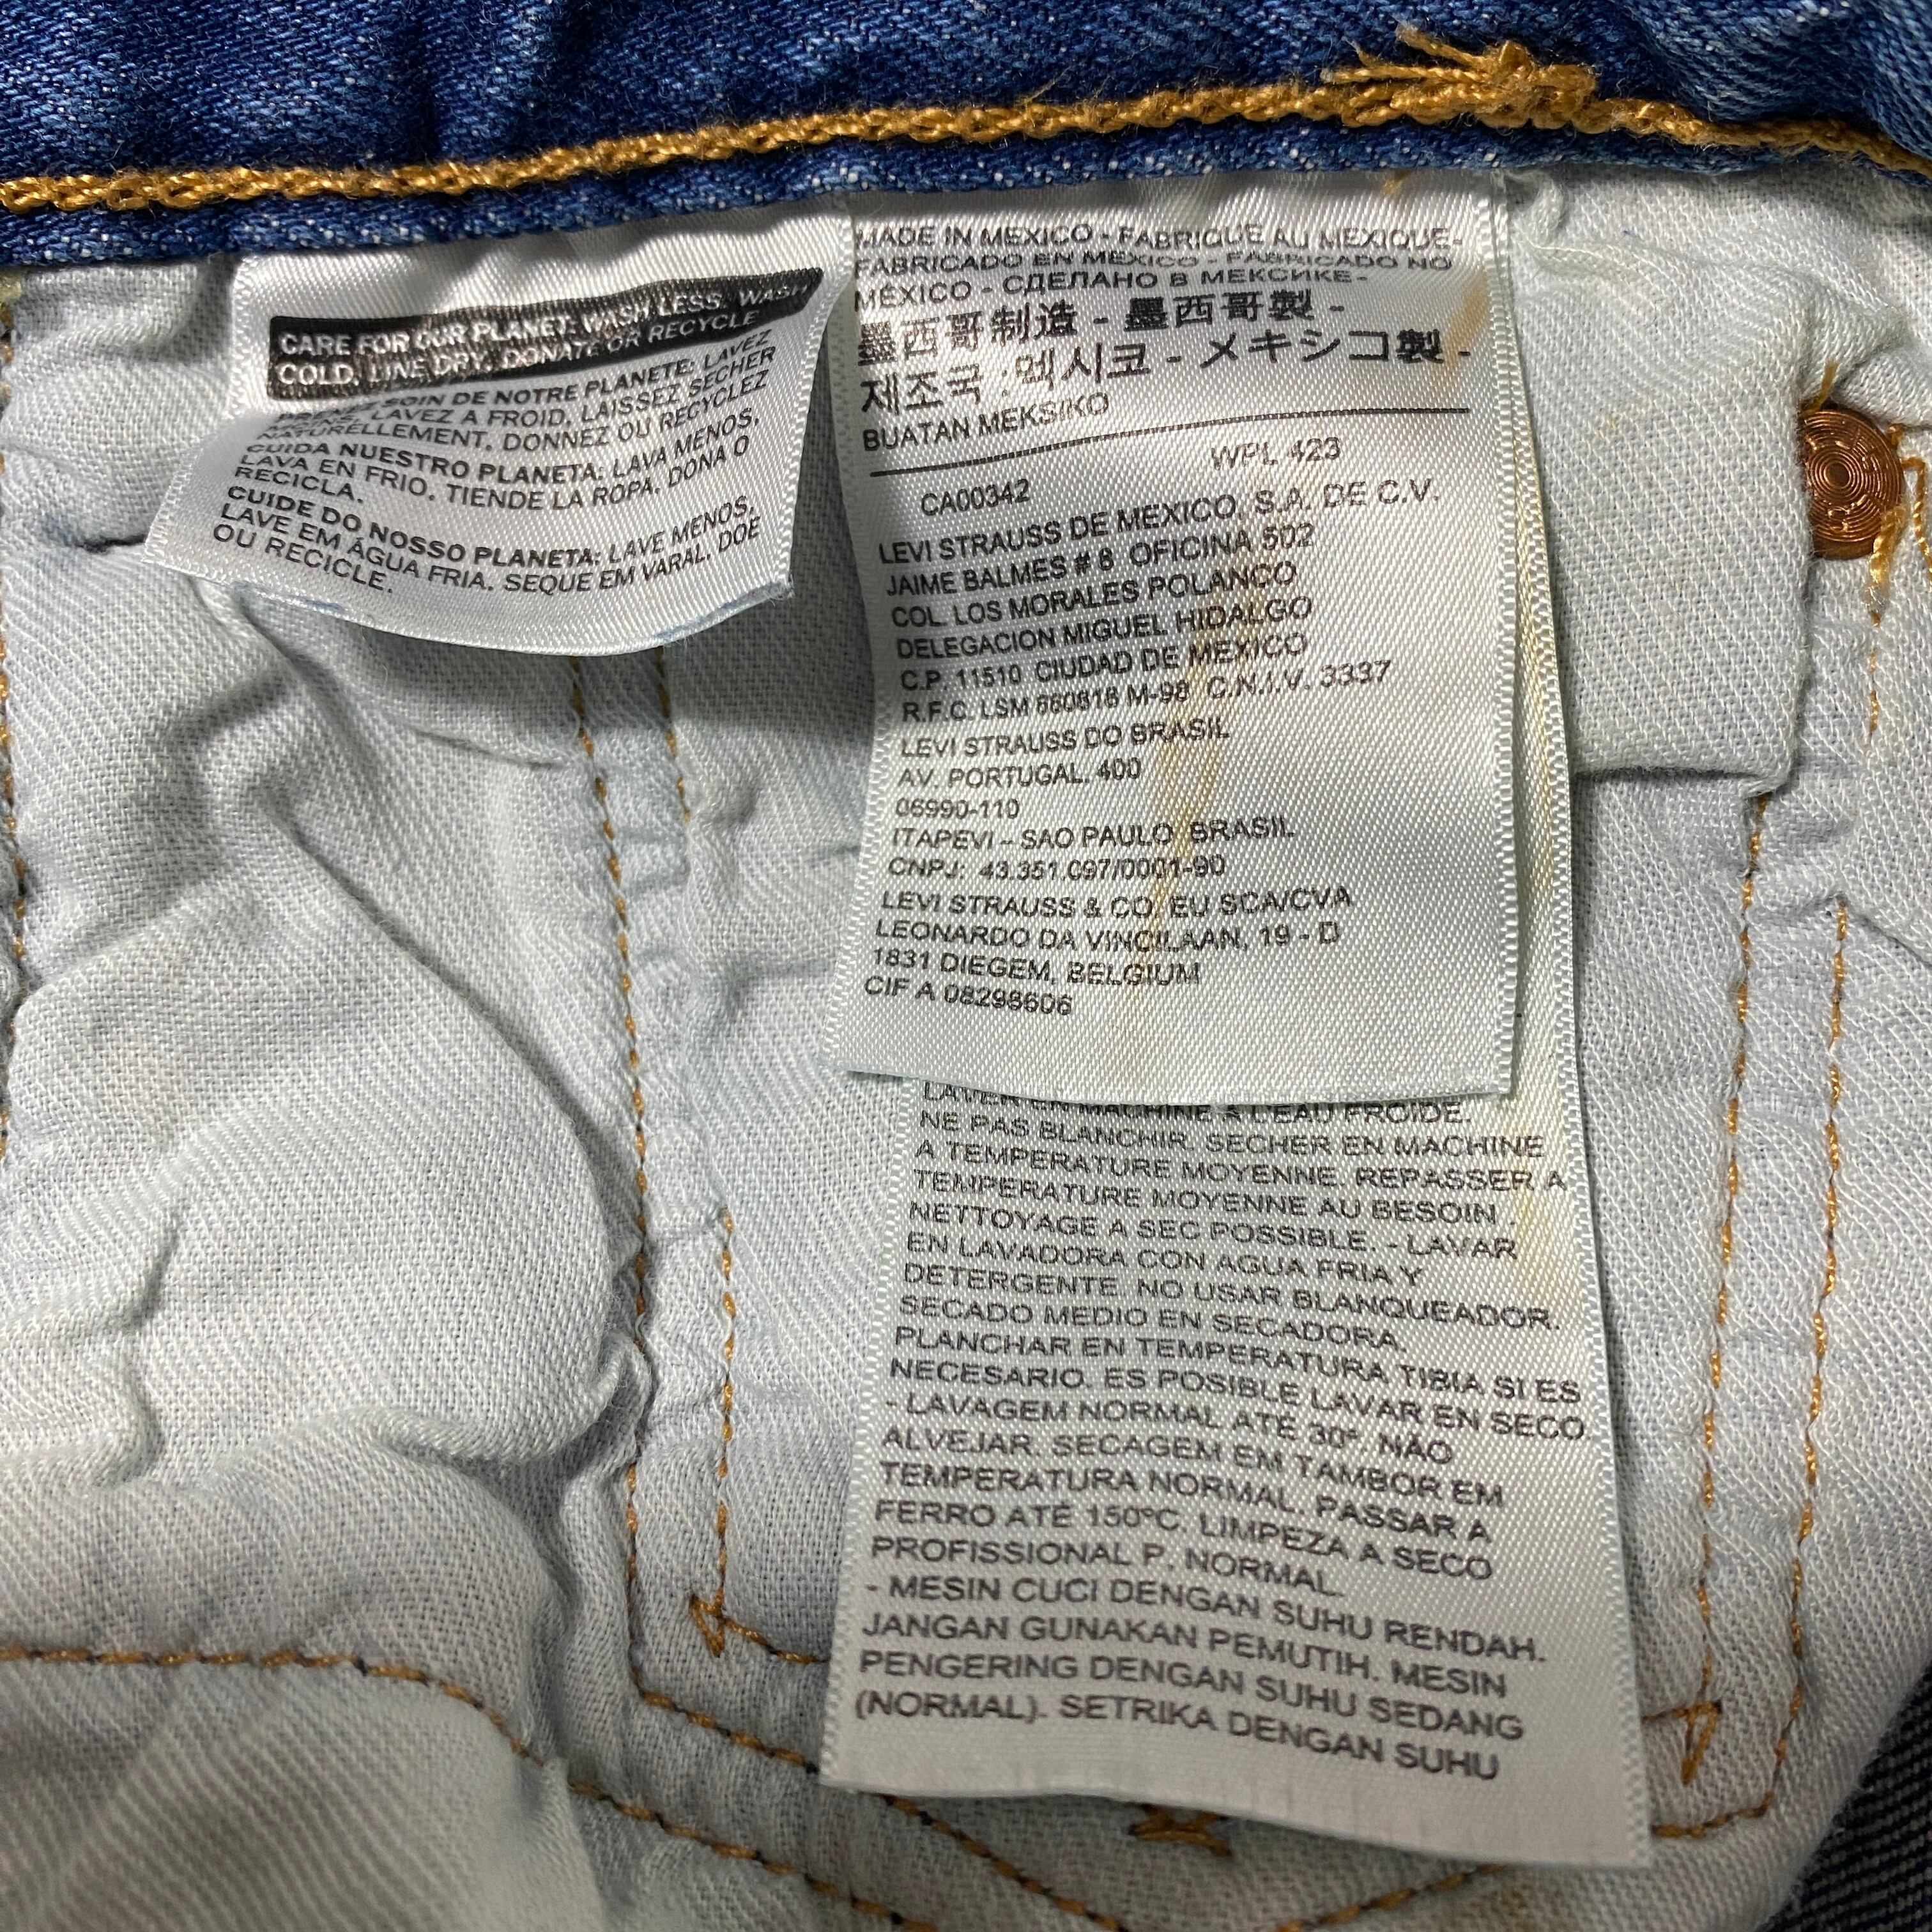 CARE FOR OUR PLANET: WASH LESS, WASH
COLD, LINE DRY, DONATE OR RECYCLE
SOIN DE NOTRE PLANETE: LAVEZ
MOINS, LAVEZ A FROID, LAISSEZ SECHER
NATURELLEMENT, DONNEZ OU RECYCLEZ
CUIDA NUESTRO PLANETA: LAVA MENOS,
LAVA EN FRIO, TIENDE LA ROPA, DONA O
RECICLA.
CUIDE DO NOSSO PLANETA: LAVE MENOS,
LAVE EM ÁGUA FRIA, SEQUE EM VARAL, DOE
OU RECICLE.
MADE IN MEXICO - FABRIQUE AU MEXIQUE-
FABRICADO EN MEXICO - FABRICADO NO
MÉXICO - СДЕЛАНО В МЕКСИКЕ-
墨西哥制造 - 墨西哥製 -
제조국 : 멕시코 - メキシコ製 -
BUATAN MEKSIKO
WPL 423
CA00342
LEVI STRAUSS DE MEXICO, S.A. DE C.V.
JAIME BALMES # 8 OFICINA 502
COL. LOS MORALES POLANCO
DELEGACION MIGUEL HIDALGO
C.P. 11510 CIUDAD DE MEXICO
R.F.C. LSM 860818 M-98 C.N.I.V. 3337
LEVI STRAUSS DO BRASIL
AV. PORTUGAL, 400
06990-110
ITAPEVI – SAO PAULO BRASIL
CNPJ: 43.351.097/0001-90
LEVI STRAUSS & CO. EU SCA/CVA
LEONARDO DA VINCILAAN, 19 - D
1831 DIEGEM, BELGIUM
CIF A 08298606
LAVER EN MACHINE A L'EAU FROIDE.
NE PAS BLANCHIR. SECHER EN MACHINE
A TEMPERATURE MOYENNE. REPASSER A
TEMPERATURE MOYENNE AU BESOIN .
NETTOYAGE A SEC POSSIBLE. - LAVAR
EN LAVADORA CON AGUA FRIA Y
DETERGENTE. NO USAR BLANQUEADOR.
SECADO MEDIO EN SECADORA.
PLANCHAR EN TEMPERATURA TIBIA SI ES
NECESARIO. ES POSIBLE LAVAR EN SECO
- LAVAGEM NORMAL ATÉ 30º. NÃO
ALVEJAR. SECAGEM EM TAMBOR EM
TEMPERATURA NORMAL. PASSAR A
FERRO ATÉ 150ºC. LIMPEZA A SECO
PROFISSIONAL P. NORMAL.
- MESIN CUCI DENGAN SUHU RENDAH.
JANGAN GUNAKAN PEMUTIH. MESIN
PENGERING DENGAN SUHU SEDANG
(NORMAL). SETRIKA DENGAN SUHU